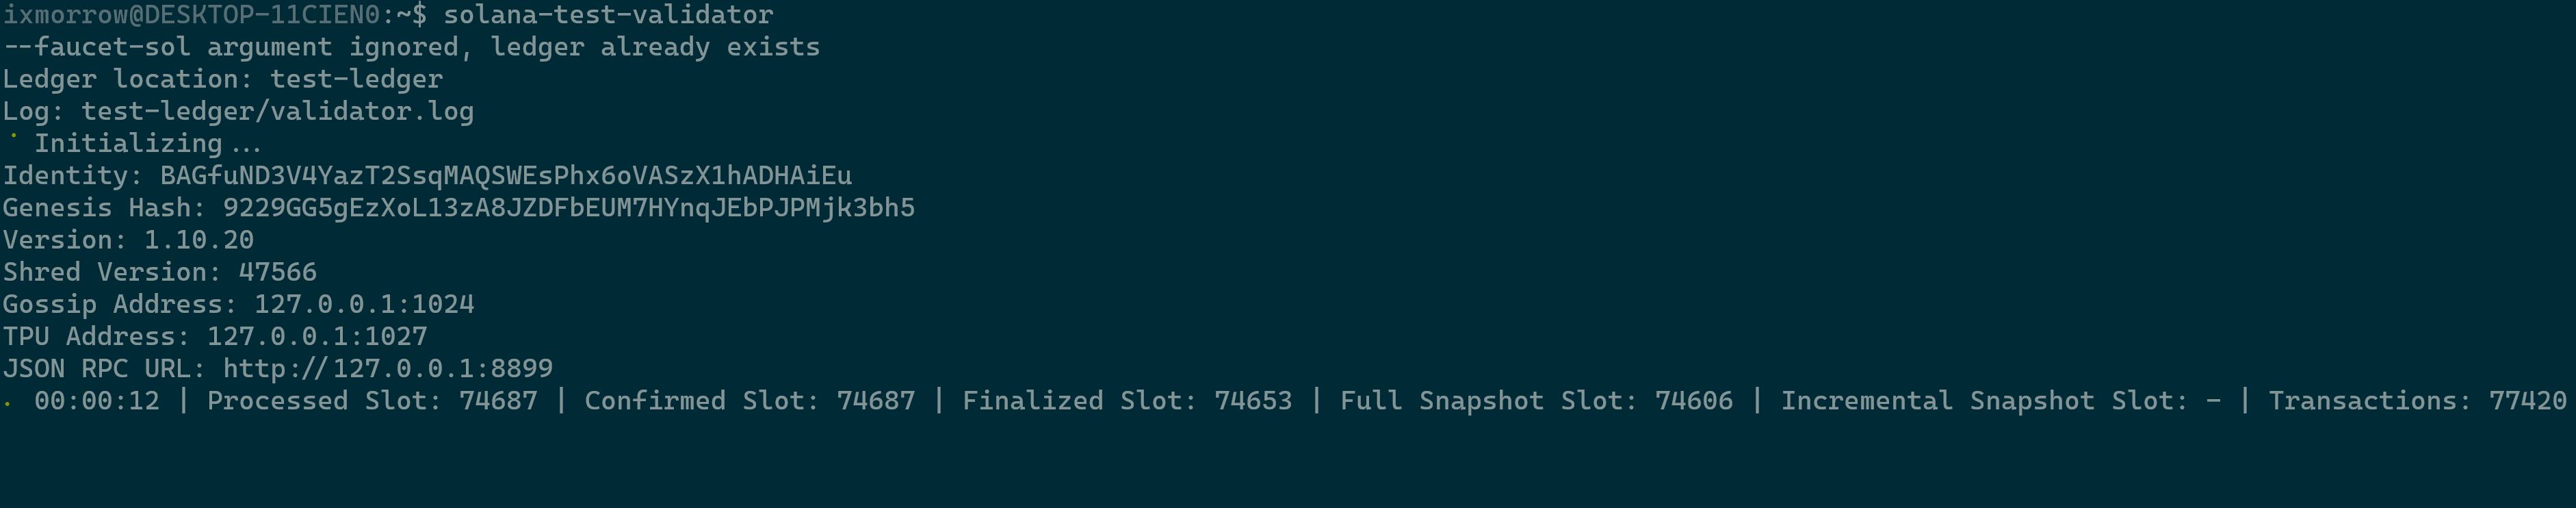 ixmorrow@DESKTOP-11CIEN0:~$ solana-test-validator
--faucet-sol argument ignored, ledger already exists
Ledger location: test-ledger
Log: test-ledger/validator.log
Initializing...
Identity: BAGfuND3V4YazT2SsqMAQSWEsPhx6oVASzX1hADHAiEu
Genesis Hash: 9229GG5gEzXoL13zA8JZDFbEUM7HYnqJEbPJPMjk3bh5
Version: 1.10.20
Shred Version: 47566
Gossip Address: 127.0.0.1:1024
TPU Address: 127.0.0.1:1027
JSON RPC URL: http://127.0.0.1:8899
00:00:12 | Processed Slot: 74687 | Confirmed Slot: 74687 | Finalized Slot: 74653 | Full Snapshot Slot: 74606 | Incremental Snapshot Slot: - | Transactions: 77420